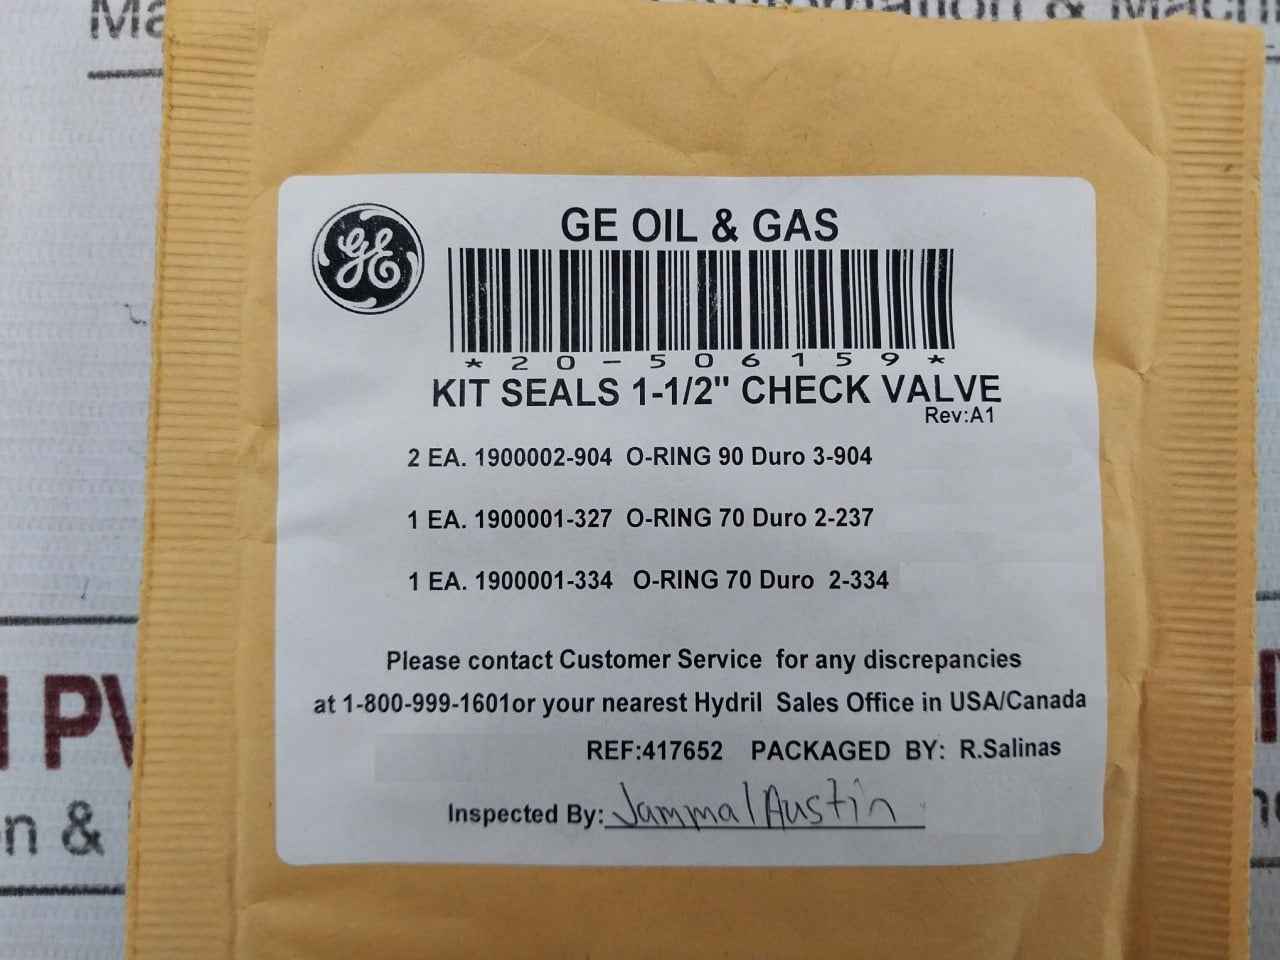 GE OIL & GAS
GE
*20-506159*
KIT SEALS 1-1/2" CHECK VALVE
Rev:A1
2 EA. 1900002-904 O-RING 90 Duro 3-904
1 EA. 1900001-327 O-RING 70 Duro 2-237
1 EA. 1900001-334 O-RING 70 Duro 2-334
Please contact Customer Service for any discrepancies
at 1-800-999-1601or your nearest Hydril Sales Office in USA/Canada
REF:417652 PACKAGED BY: R.Salinas
Inspected By: Jammal Austin